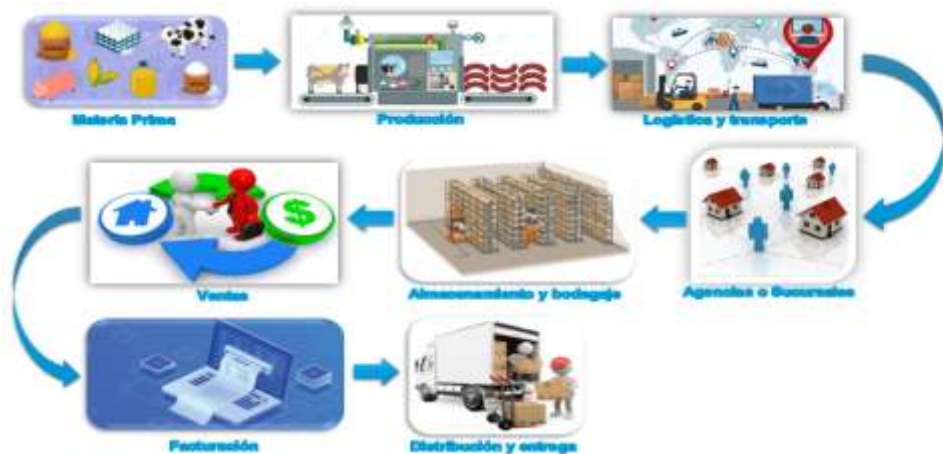 Materia Prima
Producción
Logística y transporte
Agencias o Sucursales
Almacenamiento y bodegaje
Ventas
Facturación
Distribución y entrega